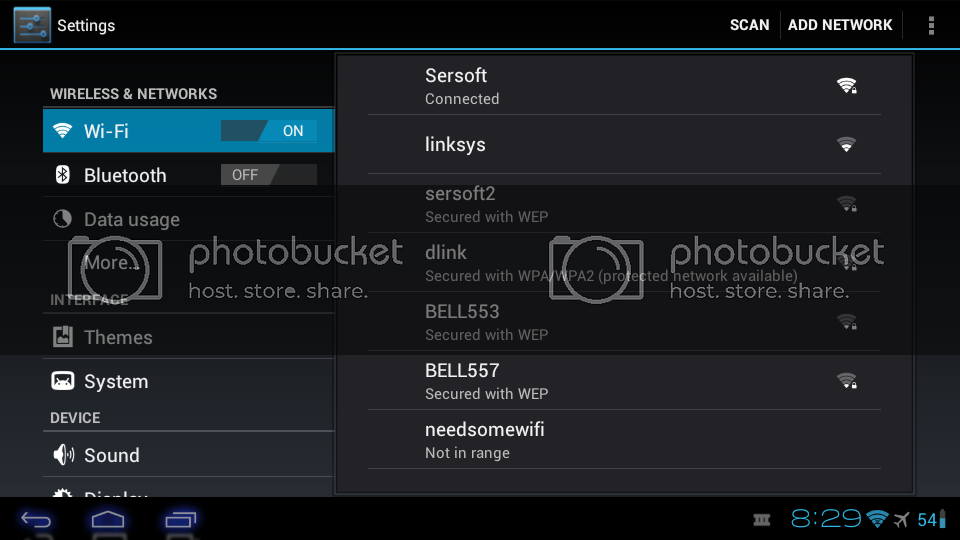 Settings
SCAN
ADD NETWORK
WIRELESS & NETWORKS
Wi-Fi ON
Bluetooth OFF
Data usage
More...
INTERFACE
Themes
System
DEVICE
Sound
Display
Sersoft
Connected
linksys
sersoft2
Secured with WEP
dlink
Secured with WPA/WPA2 (protected network available)
BELL553
Secured with WEP
BELL557
Secured with WEP
needsomewifi
Not in range
photobucket
host. store. share.
photobucket
host. store. share.
8:29
54